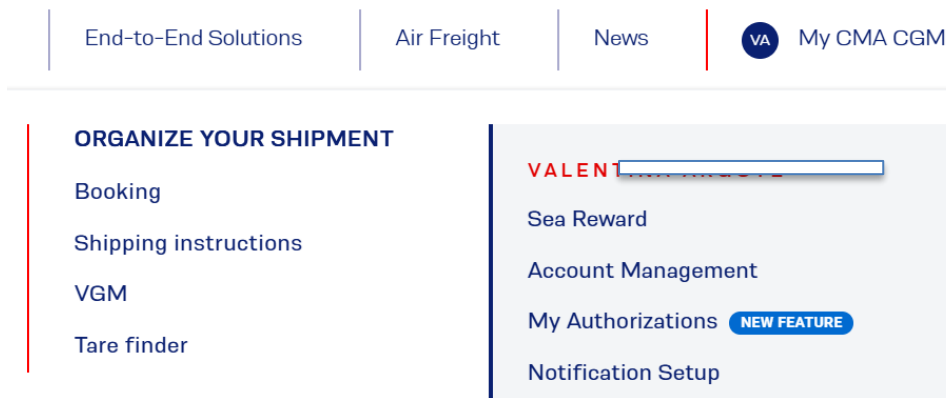 End-to-End Solutions
Air Freight
News
VA
My CMA CGM
ORGANIZE YOUR SHIPMENT
Booking
Shipping instructions
VGM
Tare finder
Sea Reward
Account Management
My Authorizations NEW FEATURE
Notification Setup